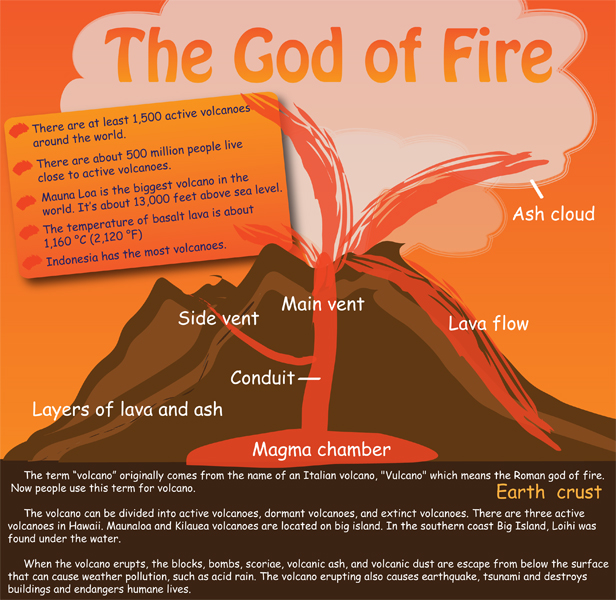 The God of Fire
There are at least 1,500 active volcanoes
around the world.
There are about 500 million people live
close to active volcanoes.
Mauna Loa is the biggest volcano in the
world. It's about 13,000 feet above sea level.
The temperature of basalt lava is about
1,160 °C (2,120 °F)
Indonesia has the most volcanoes.
Ash cloud
Main vent
Side vent
Lava flow
Conduit
Layers of lava and ash
Magma chamber
The term “volcano” originally comes from the name of an Italian volcano, "Vulcano" which means the Roman god of fire.
Now people use this term for volcano.
Earth crust
The volcano can be divided into active volcanoes, dormant volcanoes, and extinct volcanoes. There are three active
volcanoes in Hawaii. Maunaloa and Kilauea volcanoes are located on big island. In the southern coast Big Island, Loihi was
found under the water.
When the volcano erupts, the blocks, bombs, scoriae, volcanic ash, and volcanic dust are escape from below the surface
that can cause weather pollution, such as acid rain. The volcano erupting also causes earthquake, tsunami and destroys
buildings and endangers humane lives.